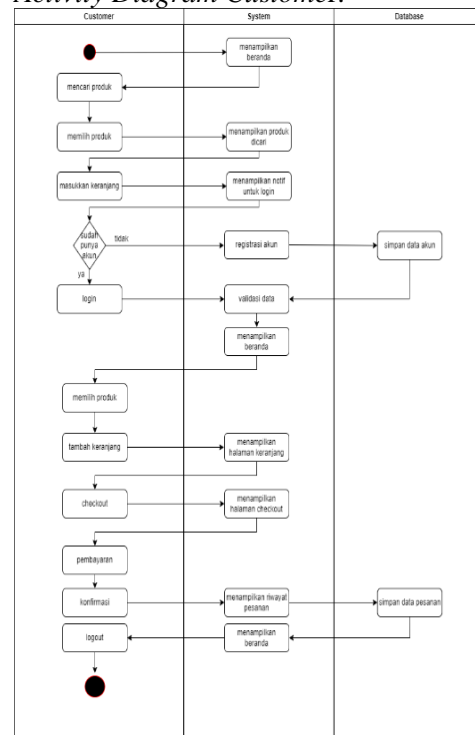 Activity Diagram Customer.
Customer
System
Database
menampilkan
beranda
mencari produk
memilih produk
menampilkan produk
dicari
masukkan keranjang
menampilkan notif
untuk login
sudah
punya
akun
tidak
registrasi akun
simpan data akun
ya
login
validasi data
menampilkan
beranda
memilih produk
tambah keranjang
menampilkan
halaman keranjang
checkout
menampilkan
halaman checkout
pembayaran
konfirmasi
menampilkan riwayat
pesanan
simpan data pesanan
logout
menampilkan
beranda